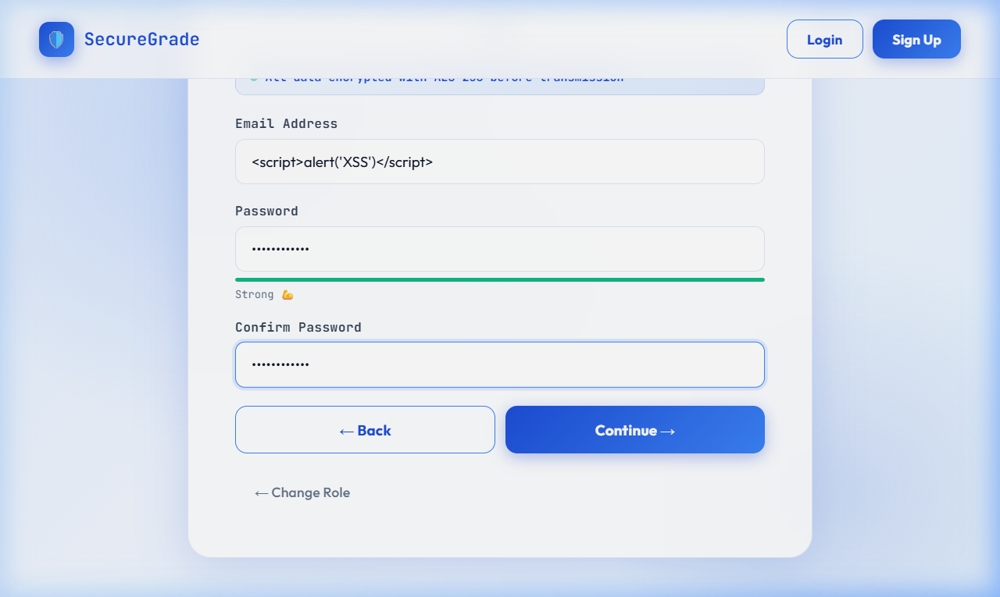 SecureGrade
Login
Sign Up
All data encrypted with AES-256 before transmission
Email Address
<script>alert('XSS')</script>
Password
••••••••••••
Strong 💪
Confirm Password
••••••••••••
← Back
Continue →
← Change Role